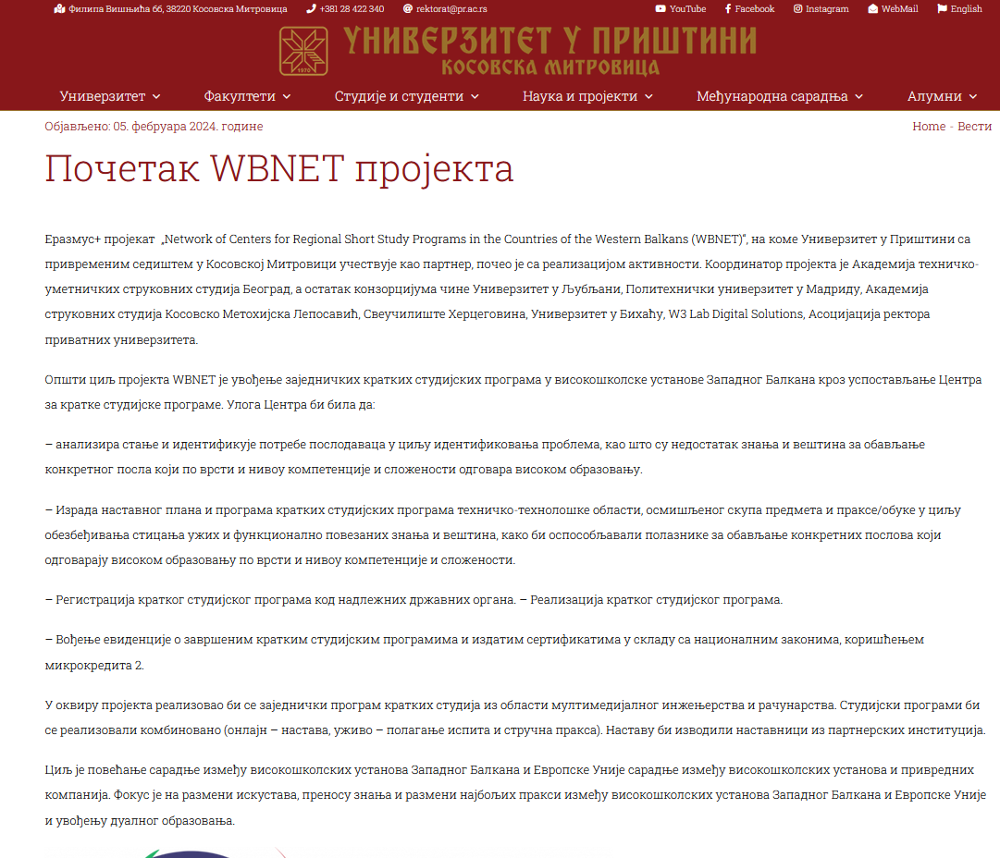 Филипа Вишњића бб, 38220 Косовска Митровица +381 28 422 340 rektorat@pr.ac.rs YouTube Facebook Instagram WebMail English
УНИВЕРЗИТЕТ У ПРИШТИНИ
КОСОВСКА МИТРОВИЦА
1970
Универзитет Факултети Студије и студенти Наука и пројекти Међународна сарадња Алумни
Објављено: 05. фебруара 2024. године Home - Вести
Почетак WBNET пројекта
Еразмус+ пројекат „Network of Centers for Regional Short Study Programs in the Countries of the Western Balkans (WBNET)“, на коме Универзитет у Приштини са
привременим седиштем у Косовској Митровици учествује као партнер, почео је са реализацијом активности. Координатор пројекта је Академија техничко-
уметничких струковних студија Београд, а остатак конзорцијума чине Универзитет у Љубљани, Политехнички универзитет у Мадриду, Академија
струковних студија Косовско Метохијска Лепосавић, Свеучилиште Херцеговина, Универзитет у Бихаћу, W3 Lab Digital Solutions, Асоцијација ректора
приватних универзитета.
Општи циљ пројекта WBNET је увођење заједничких кратких студијских програма у високошколске установе Западног Балкана кроз успостављање Центра
за кратке студијске програме. Улога Центра би била да:
– анализира стање и идентификује потребе послодаваца у циљу идентификовања проблема, као што су недостатак знања и вештина за обављање
конкретног посла који по врсти и нивоу компетенције и сложености одговара високом образовању.
– Израда наставног плана и програма кратких студијских програма техничко-технолошке области, осмишљеног скупа предмета и праксе/обуке у циљу
обезбеђивања стицања ужих и функционално повезаних знања и вештина, како би оспособљавали полазнике за обављање конкретних послова који
одговарају високом образовању по врсти и нивоу компетенције и сложености.
– Регистрација кратког студијског програма код надлежних државних органа. – Реализација кратког студијског програма.
– Вођење евиденције о завршеним кратким студијским програмима и издатим сертификатима у складу са националним законима, коришћењем
микрокредита 2.
У оквиру пројекта реализовао би се заједнички програм кратких студија из области мултимедијалног инжењерства и рачунарства. Студијски програми би
се реализовали комбиновано (онлајн – настава, уживо – полагање испита и стручна пракса). Наставу би изводили наставници из партнерских институција.
Циљ је повећање сарадње између високошколских установа Западног Балкана и Европске Уније сарадње између високошколских установа и привредних
компанија. Фокус је на размени искустава, преносу знања и размени најбољих пракси између високошколских установа Западног Балкана и Европске Уније
и увођењу дуалног образовања.